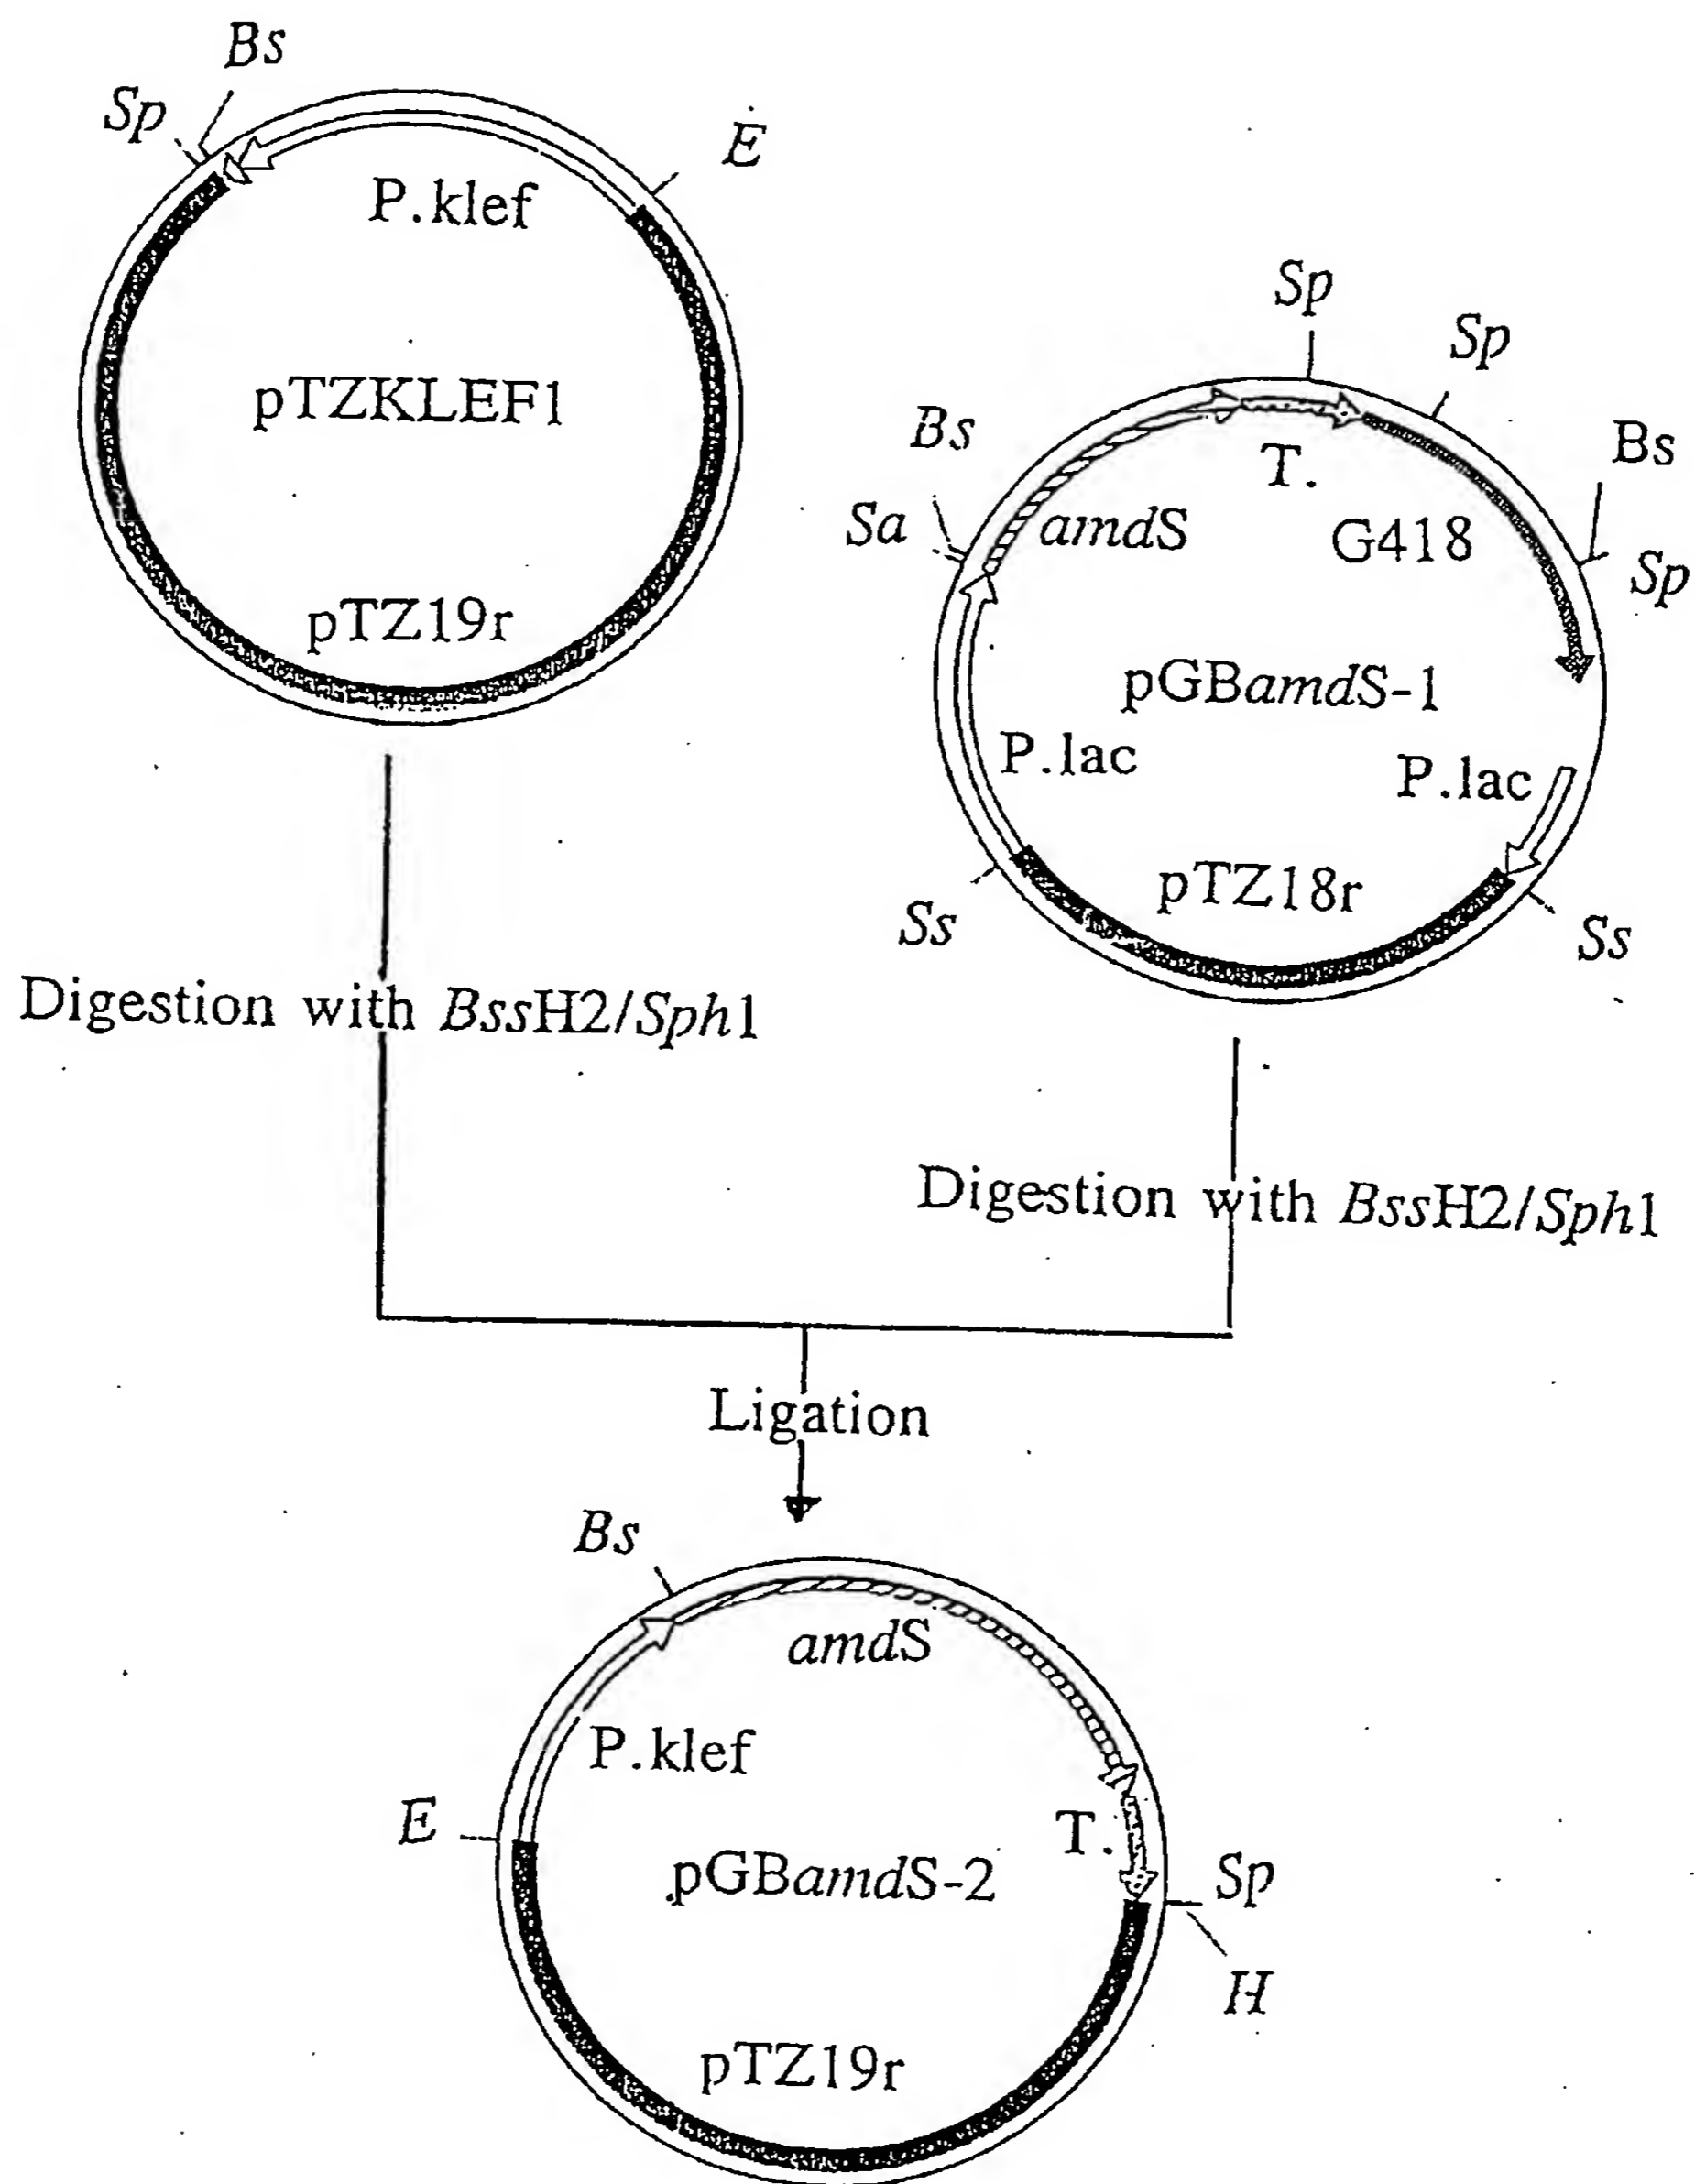 Bs
Sp
E
P.klef
pTZKLEF1
pTZ19r
Sp
Sp
Bs
Bs
Sa
amdS
T.
G418
Sp
pGBamdS-1
P.lac
P.lac
pTZ18r
Ss
Ss
Digestion with BssH2/Sph1
Digestion with BssH2/Sph1
Ligation
Bs
amdS
P.klef
E
T.
pGBamdS-2
Sp
H
pTZ19r